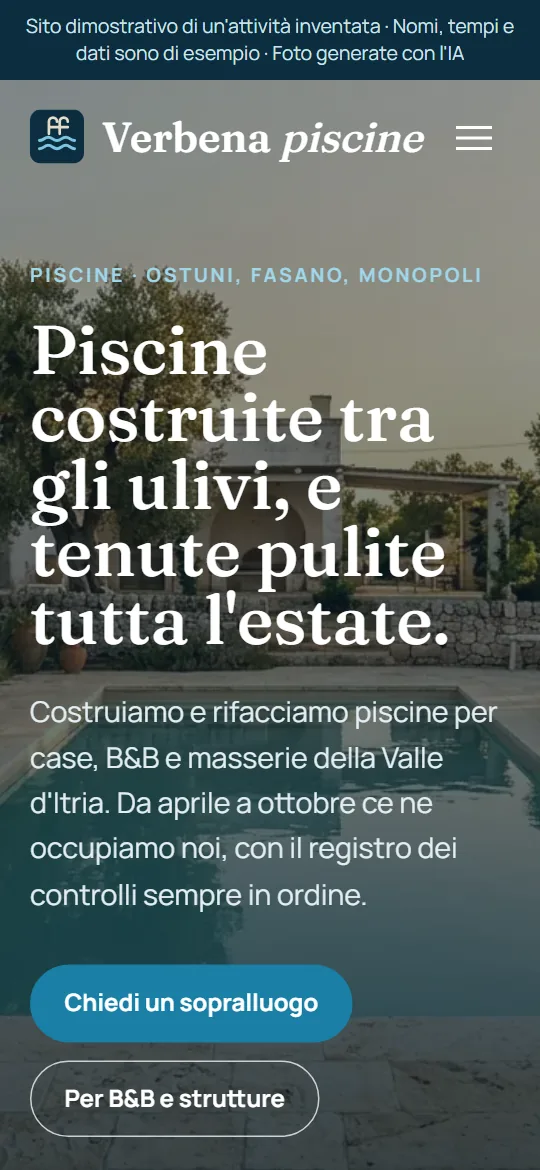 Sito dimostrativo di un'attività inventata · Nomi, tempi e
dati sono di esempio · Foto generate con l'IA
Verbena piscine
PISCINE · OSTUNI, FASANO, MONOPOLI
Piscine
costruite tra
gli ulivi, e
tenute pulite
tutta l'estate.
Costruiamo e rifacciamo piscine per
case, B&B e masserie della Valle
d'Itria. Da aprile a ottobre ce ne
occupiamo noi, con il registro dei
controlli sempre in ordine.
Chiedi un sopralluogo
Per B&B e strutture